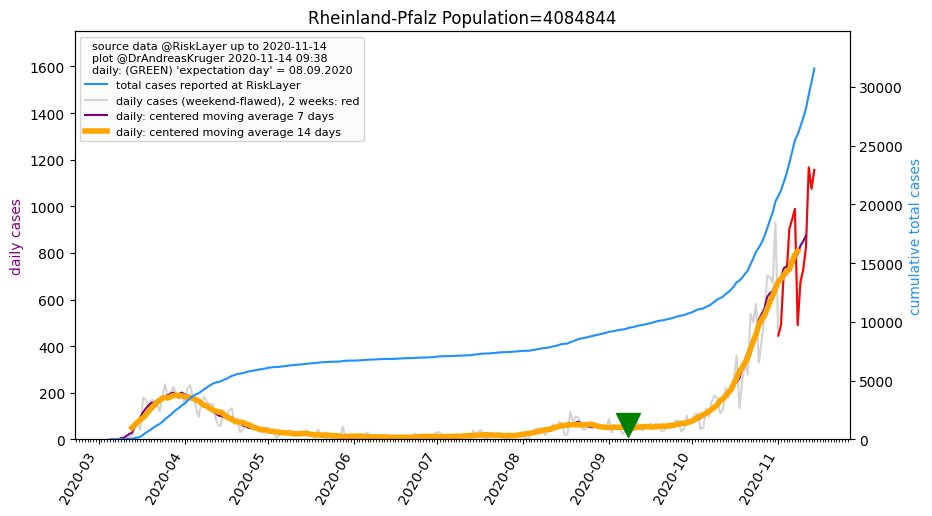 Rheinland-Pfalz Population=4084844
source data @RiskLayer up to 2020-11-14
plot @DrAndreasKruger 2020-11-14 09:38
daily: (GREEN) 'expectation day' = 08.09.2020
total cases reported at RiskLayer
daily cases (weekend-flawed), 2 weeks: red
daily: centered moving average 7 days
daily: centered moving average 14 days
daily cases
1600
1400
1200
1000
800
600
400
200
0
30000
25000
20000
15000
10000
5000
0
cumulative total cases
2020-03
2020-04
2020-05
2020-06
2020-07
2020-08
2020-09
2020-10
2020-11